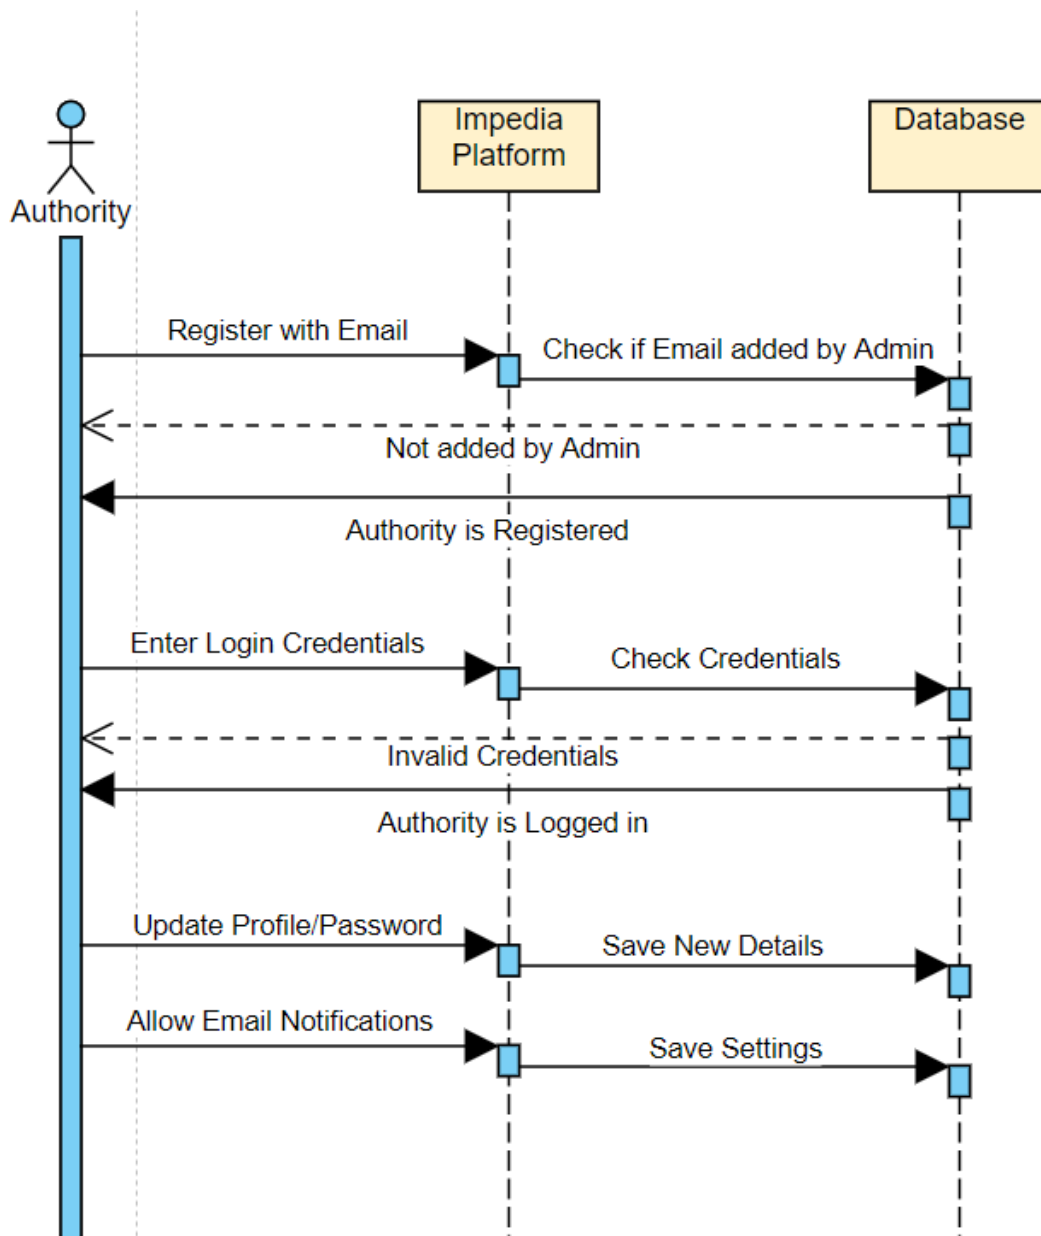 Impedia
Platform
Database
Authority
Register with Email
Check if Email added by Admin
Not added by Admin
Authority is Registered
Enter Login Credentials
Check Credentials
Invalid Credentials
Authority is Logged in
Update Profile/Password
Save New Details
Allow Email Notifications
Save Settings